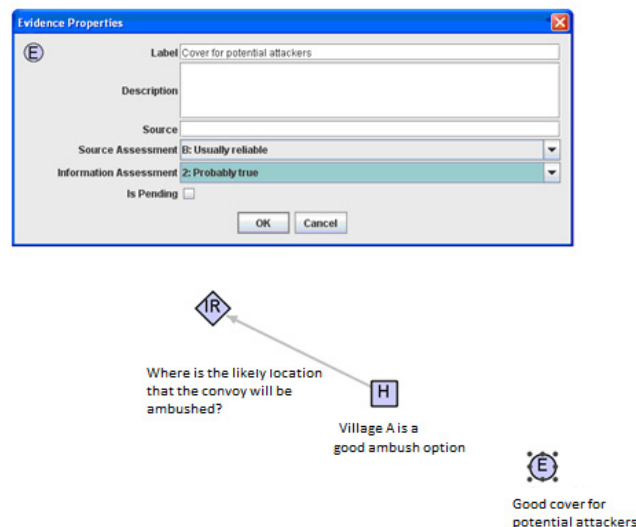 Evidence Properties
E
Label Cover for potential attackers
Description
Source
Source Assessment B: Usually reliable
Information Assessment 2: Probably true
Is Pending
OK Cancel
IR
Where is the likely location
that the convoy will be
ambushed?
H
Village A is a
good ambush option
E
Good cover for
potential attackers